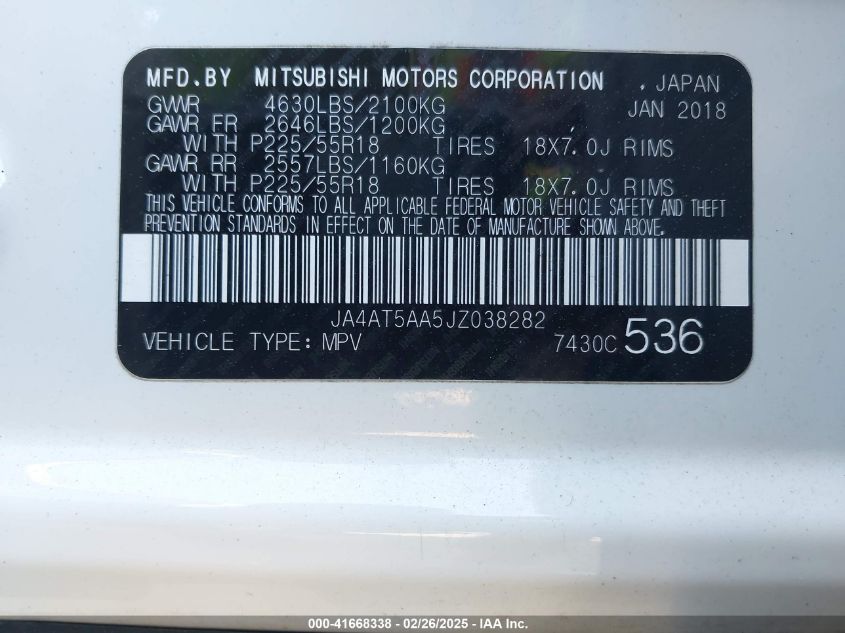 MFD.BY MITSUBISHI MOTORS CORPORATION , JAPAN
GVWR 4630LBS/2100KG JAN 2018
GAWR FR 2646LBS/1200KG
WITH P225/55R18 TIRES 18X7.0J RIMS
GAWR RR 2557LBS/1160KG
WITH P225/55R18 TIRES 18X7.0J RIMS
THIS VEHICLE CONFORMS TO ALL APPLICABLE FEDERAL MOTOR VEHICLE SAFETY AND THEFT
PREVENTION STANDARDS IN EFFECT ON THE DATE OF MANUFACTURE SHOWN ABOVE.
JA4AT5AA5JZ038282
VEHICLE TYPE: MPV 7430C 536
000-41668338 - 02/26/2025 - IAA Inc.